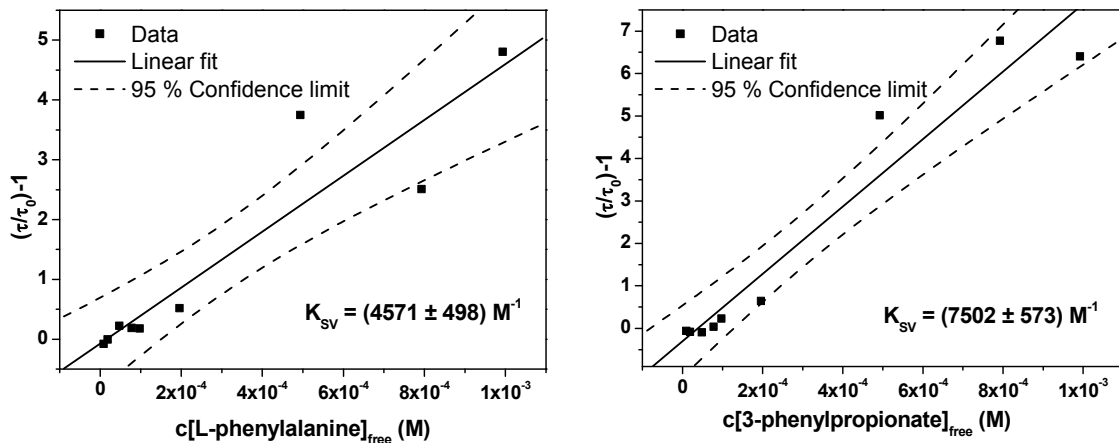 Data
Linear fit
95 % Confidence limit
5
4
3
2
1
0
(τ/τ₀)-1
K_SV = (4571 ± 498) M⁻¹
0 2x10⁻⁴ 4x10⁻⁴ 6x10⁻⁴ 8x10⁻⁴ 1x10⁻³
c[L-phenylalanine]free (M)
Data
Linear fit
95 % Confidence limit
7
6
5
4
3
2
1
0
(τ/τ₀)-1
K_SV = (7502 ± 573) M⁻¹
0 2x10⁻⁴ 4x10⁻⁴ 6x10⁻⁴ 8x10⁻⁴ 1x10⁻³
c[3-phenylpropionate]free (M)